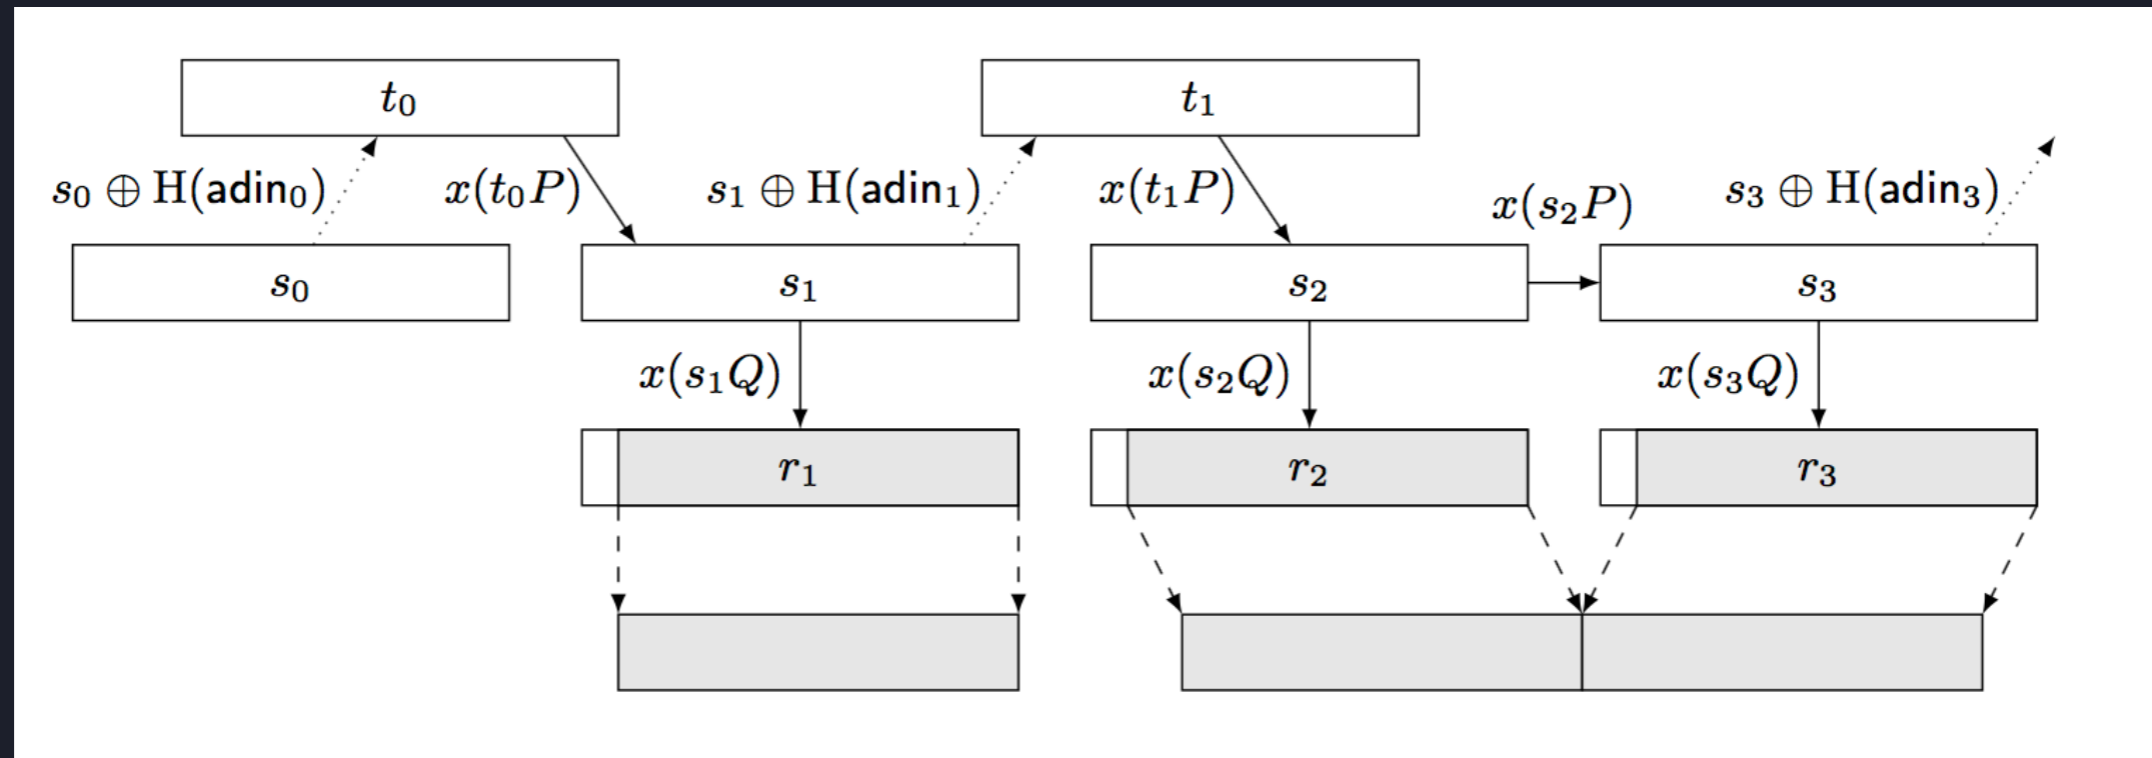 t₀ t₁
s₀ ⊕ H(adin₀) x(t₀P) s₁ ⊕ H(adin₁) x(t₁P) x(s₂P) s₃ ⊕ H(adin₃)
s₀ s₁ s₂ s₃
x(s₁Q) x(s₂Q) x(s₃Q)
r₁ r₂ r₃